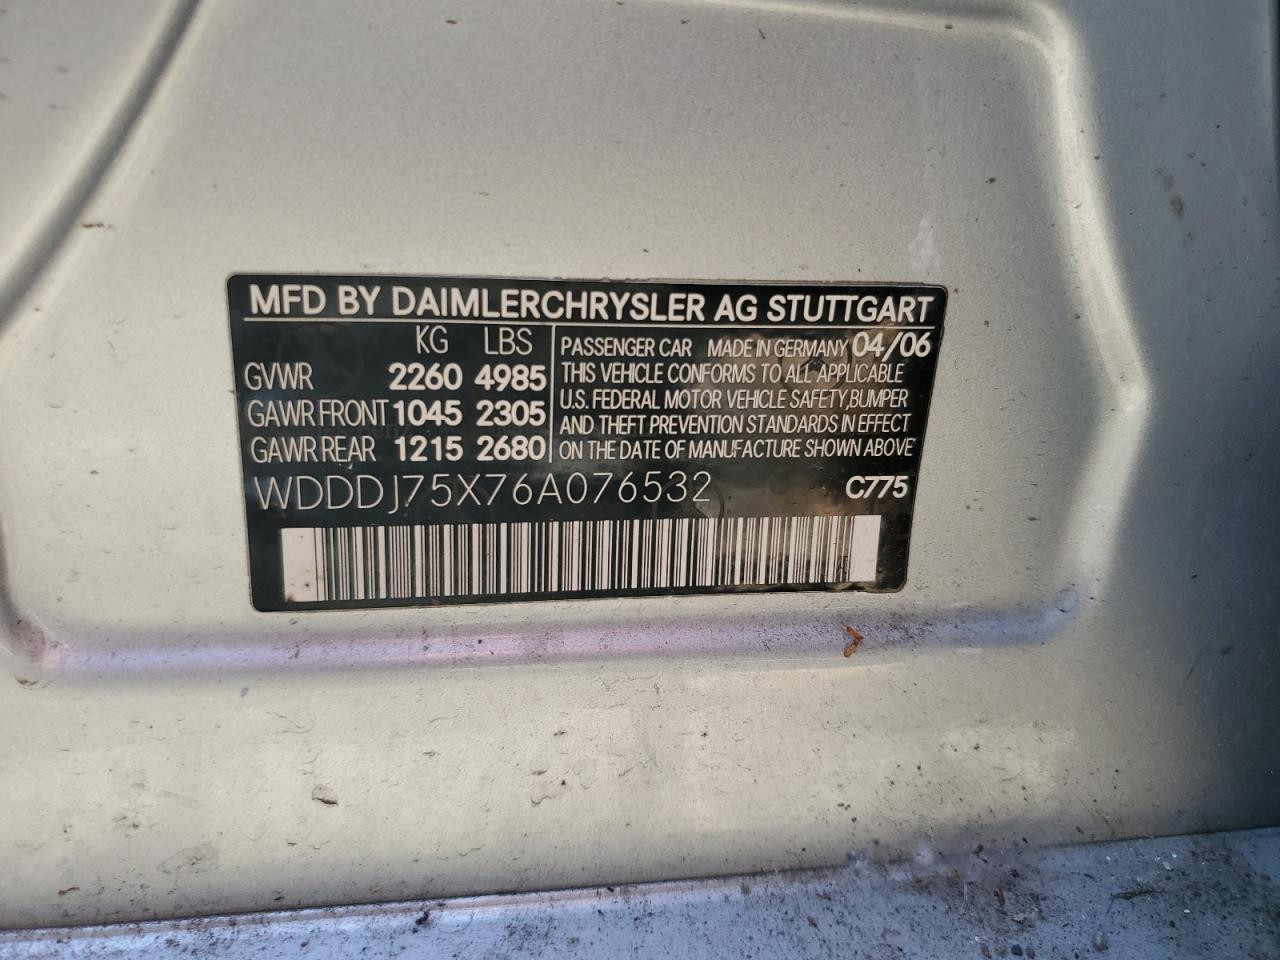 MFD BY DAIMLERCHRYSLER AG STUTTGART
KG LBS
GVWR 2260 4985
GAWR FRONT 1045 2305
GAWR REAR 1215 2680
PASSENGER CAR MADE IN GERMANY 04/06
THIS VEHICLE CONFORMS TO ALL APPLICABLE
U.S. FEDERAL MOTOR VEHICLE SAFETY, BUMPER
AND THEFT PREVENTION STANDARDS IN EFFECT
ON THE DATE OF MANUFACTURE SHOWN ABOVE
WDDDJ75X76A076532 C775